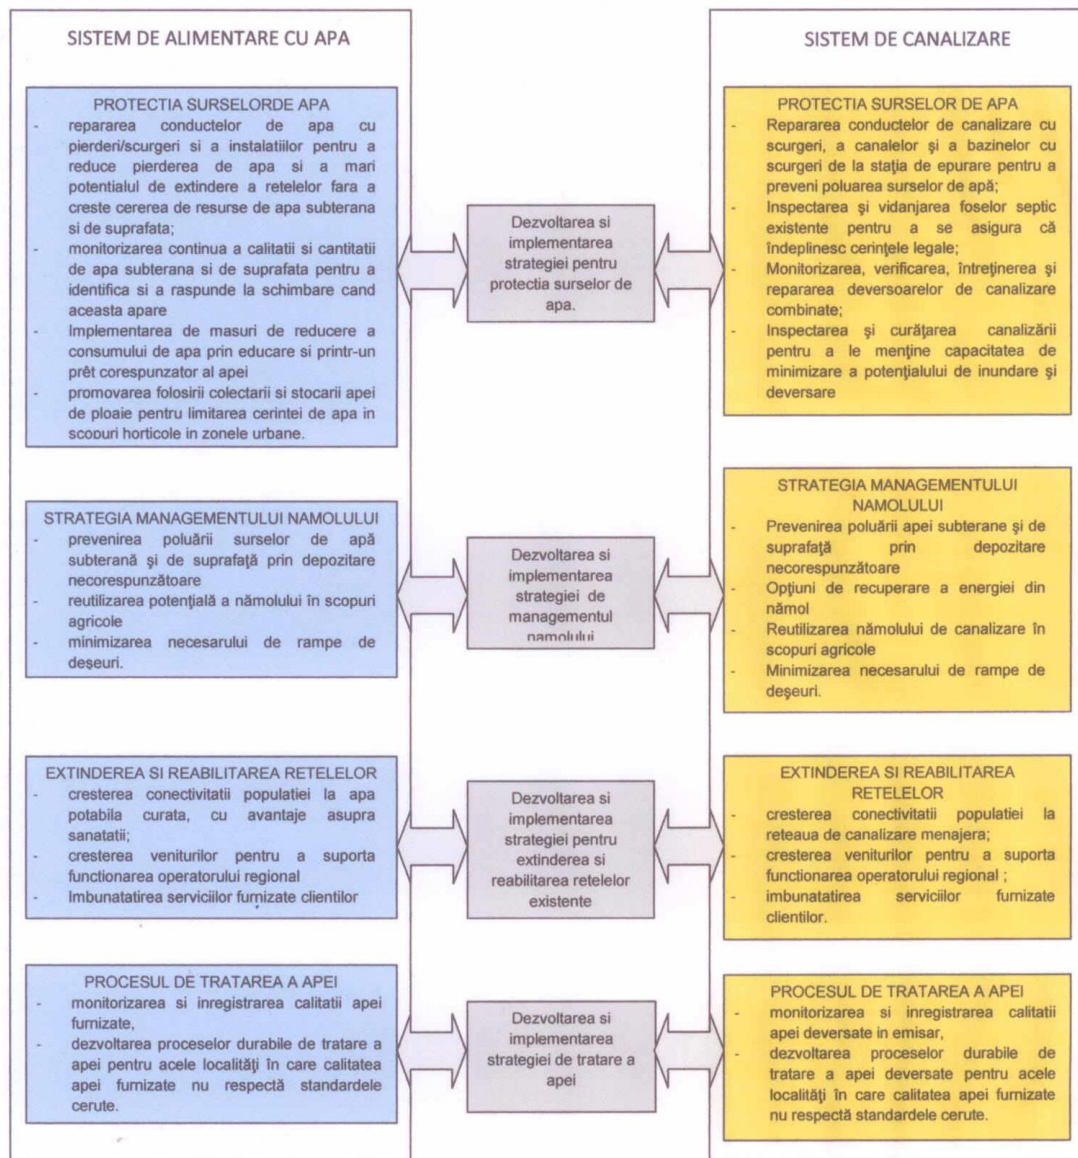 SISTEM DE ALIMENTARE CU APA
PROTECTIA SURSELORDE APA
- repararea conductelor de apa cu
pierderi/scurgeri si a instalatiilor pentru a
reduce pierderea de apa si a mari
potentialul de extindere a retelelor fara a
creste cererea de resurse de apa subterana
si de suprafata;
- monitorizarea continua a calitatii si cantitatii
de apa subterana si de suprafata pentru a
identifica si a raspunde la schimbare cand
aceasta apare
- Implementarea de masuri de reducere a
consumului de apa prin educare si printr-un
prêt corespunzator al apei
- promovarea folosirii colectarii si stocarii apei
de ploaie pentru limitarea cerintei de apa in
scopuri horticole in zonele urbane.
STRATEGIA MANAGEMENTULUI NAMOLULUI
- prevenirea poluării surselor de apă
subterană şi de suprafaţă prin depozitare
necorespunzătoare
- reutilizarea potenţială a nămolului în scopuri
agricole
- minimizarea necesarului de rampe de
deşeuri.
EXTINDEREA SI REABILITAREA RETELELOR
- cresterea conectivitatii populatiei la apa
potabila curata, cu avantaje asupra
sanatatii;
- cresterea veniturilor pentru a suporta
functionarea operatorului regional
- Imbunatatirea serviciilor furnizate clientilor
PROCESUL DE TRATAREA A APEI
- monitorizarea si inregistrarea calitatii apei
furnizate,
- dezvoltarea proceselor durabile de tratare a
apei pentru acele localităţi în care calitatea
apei furnizate nu respectă standardele
cerute.
Dezvoltarea si
implementarea
strategiei pentru
protectia surselor de
apa.
Dezvoltarea si
implementarea
strategiei de
managementul
namolului
Dezvoltarea si
implementarea
strategiei pentru
extinderea si
reabilitarea retelelor
existente
Dezvoltarea si
implementarea
strategiei de tratare a
apei
SISTEM DE CANALIZARE
PROTECTIA SURSELOR DE APA
- Repararea conductelor de canalizare cu
scurgeri, a canalelor şi a bazinelor cu
scurgeri de la staţia de epurare pentru a
preveni poluarea surselor de apă;
- Inspectarea şi vidanjarea foselor septic
existente pentru a se asigura că
îndeplinesc cerinţele legale;
- Monitorizarea, verificarea, întreţinerea şi
repararea deversoarelor de canalizare
combinate;
- Inspectarea şi curăţarea canalizării
pentru a le menţine capacitatea de
minimizare a potenţialului de inundare şi
deversare
STRATEGIA MANAGEMENTULUI
NAMOLULUI
- Prevenirea poluării apei subterane şi de
suprafaţă prin depozitare
necorespunzătoare
- Opţiuni de recuperare a energiei din
nămol
- Reutilizarea nămolului de canalizare în
scopuri agricole
- Minimizarea necesarului de rampe de
deşeuri.
EXTINDEREA SI REABILITAREA
RETELELOR
- cresterea conectivitatii populatiei la
reteaua de canalizare menajera;
- cresterea veniturilor pentru a suporta
functionarea operatorului regional ;
- imbunatatirea serviciilor furnizate
clientilor.
PROCESUL DE TRATAREA A APEI
- monitorizarea si inregistrarea calitatii
apei deversate in emisar,
- dezvoltarea proceselor durabile de
tratare a apei deversate pentru acele
localităţi în care calitatea apei furnizate
nu respectă standardele cerute.